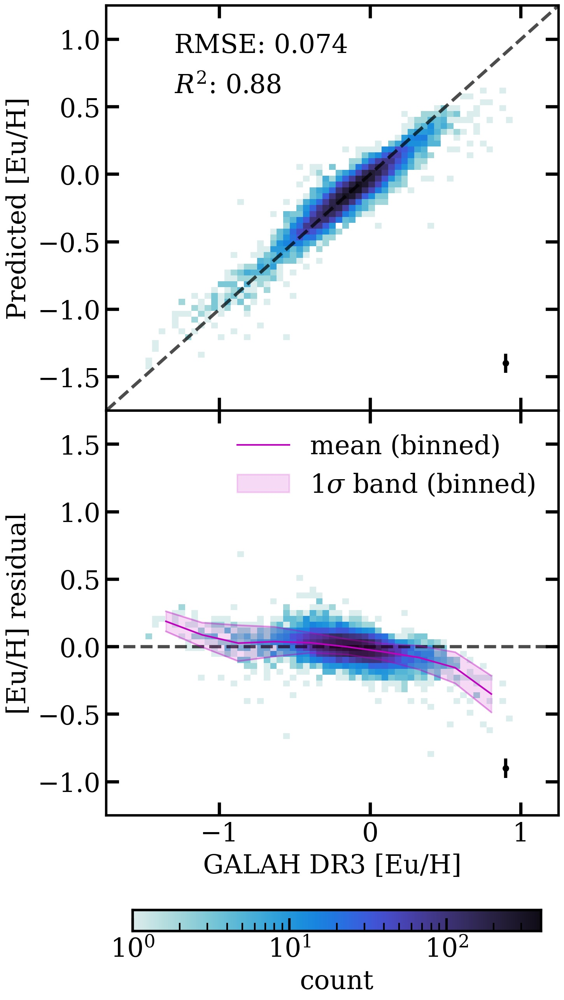 RMSE: 0.074
R²: 0.88
1.0
0.5
0.0
−0.5
−1.0
−1.5
Predicted [Eu/H]
mean (binned)
1σ band (binned)
1.5
1.0
0.5
0.0
−0.5
−1.0
[Eu/H] residual
−1 0 1
GALAH DR3 [Eu/H]
10⁰ 10¹ 10²
count